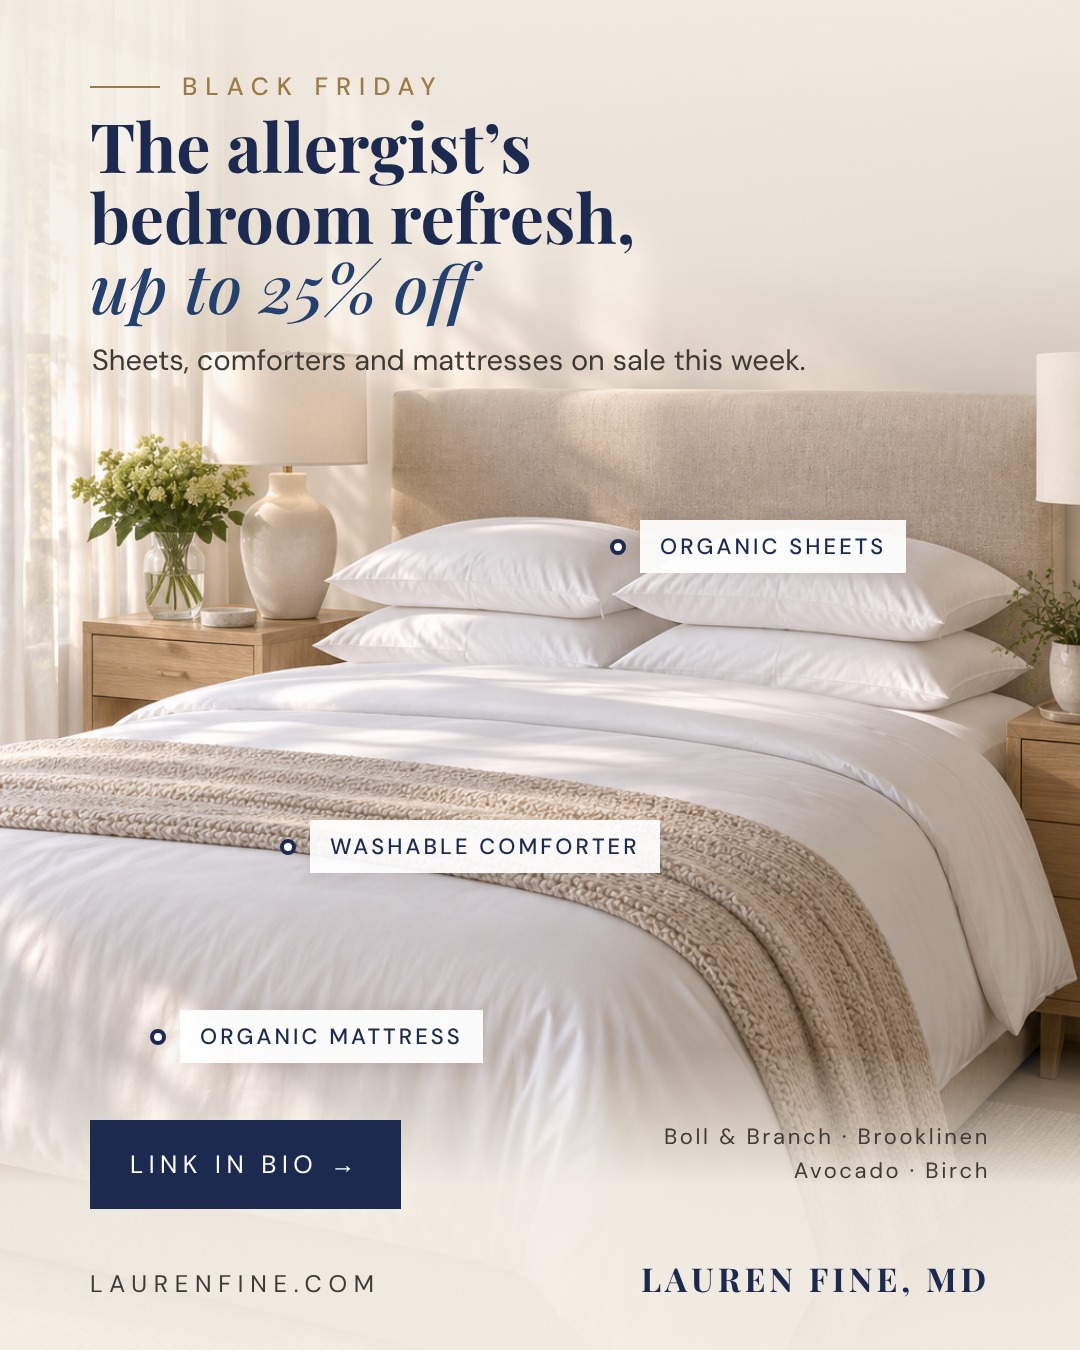 BLACK FRIDAY
The allergist’s
bedroom refresh,
up to 25% off
Sheets, comforters and mattresses on sale this week.
ORGANIC SHEETS
WASHABLE COMFORTER
ORGANIC MATTRESS
LINK IN BIO →
Boll & Branch · Brooklinen
Avocado · Birch
LAURENFINE.COM
LAUREN FINE, MD